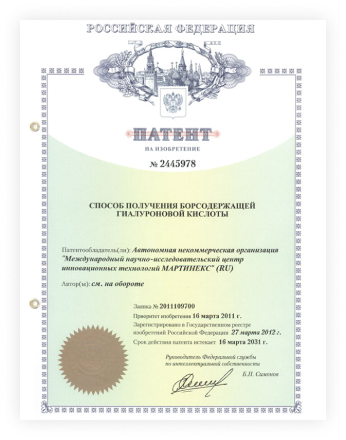 РОССИЙСКАЯ ФЕДЕРАЦИЯ
ПАТЕНТ
НА ИЗОБРЕТЕНИЕ
№ 2445978
СПОСОБ ПОЛУЧЕНИЯ БОРСОДЕРЖАЩЕЙ
ГИАЛУРОНОВОЙ КИСЛОТЫ
Патентообладатель(ли): Автономная некоммерческая организация
"Международный научно-исследовательский центр
инновационных технологий МАРТИНЕКС" (RU)
Автор(ы): см. на обороте
Заявка № 2011109700
Приоритет изобретения 16 марта 2011 г.
Зарегистрировано в Государственном реестре
изобретений Российской Федерации 27 марта 2012 г.
Срок действия патента истекает 16 марта 2031 г.
Руководитель Федеральной службы
по интеллектуальной собственности
Б.П. Симонов